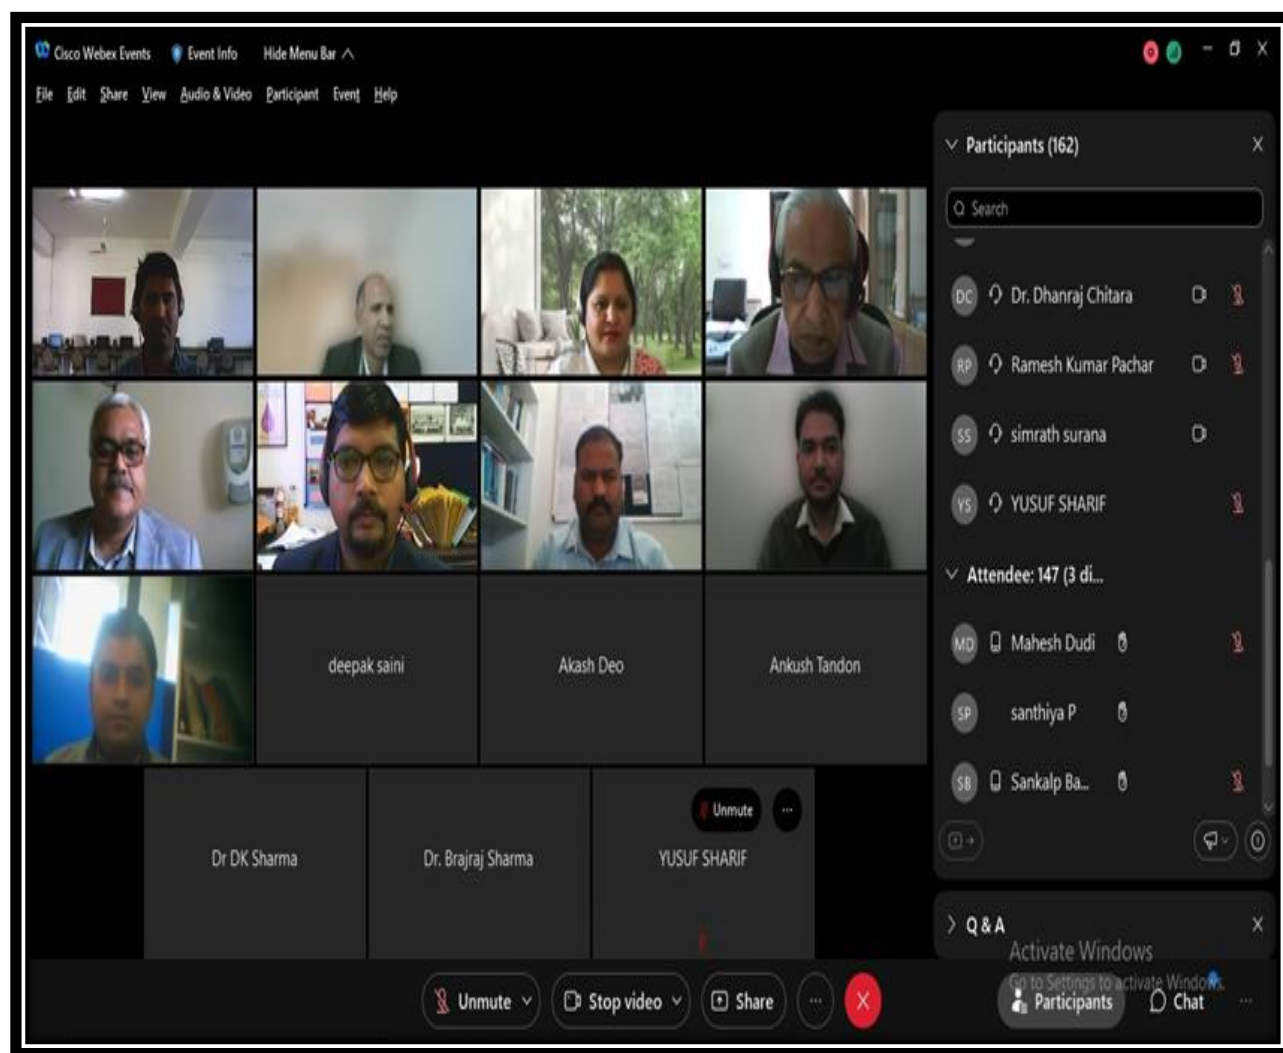 Cisco Webex Events Event Info Hide Menu Bar
File Edit Share View Audio & Video Participant Event Help
Participants (162)
Search
DC Dr. Dhanraj Chitara
RP Ramesh Kumar Pachar
SS simrath surana
YS YUSUF SHARIF
Attendee: 147 (3 di...
MD Mahesh Dudi
SP santhiya P
SB Sankalp Ba...
deepak saini
Akash Deo
Ankush Tandon
Dr DK Sharma
Dr. Brajraj Sharma
Unmute ...
YUSUF SHARIF
Q & A
Activate Windows
Go to Settings to activate Windows.
Unmute Stop video Share ... Participants Chat ...